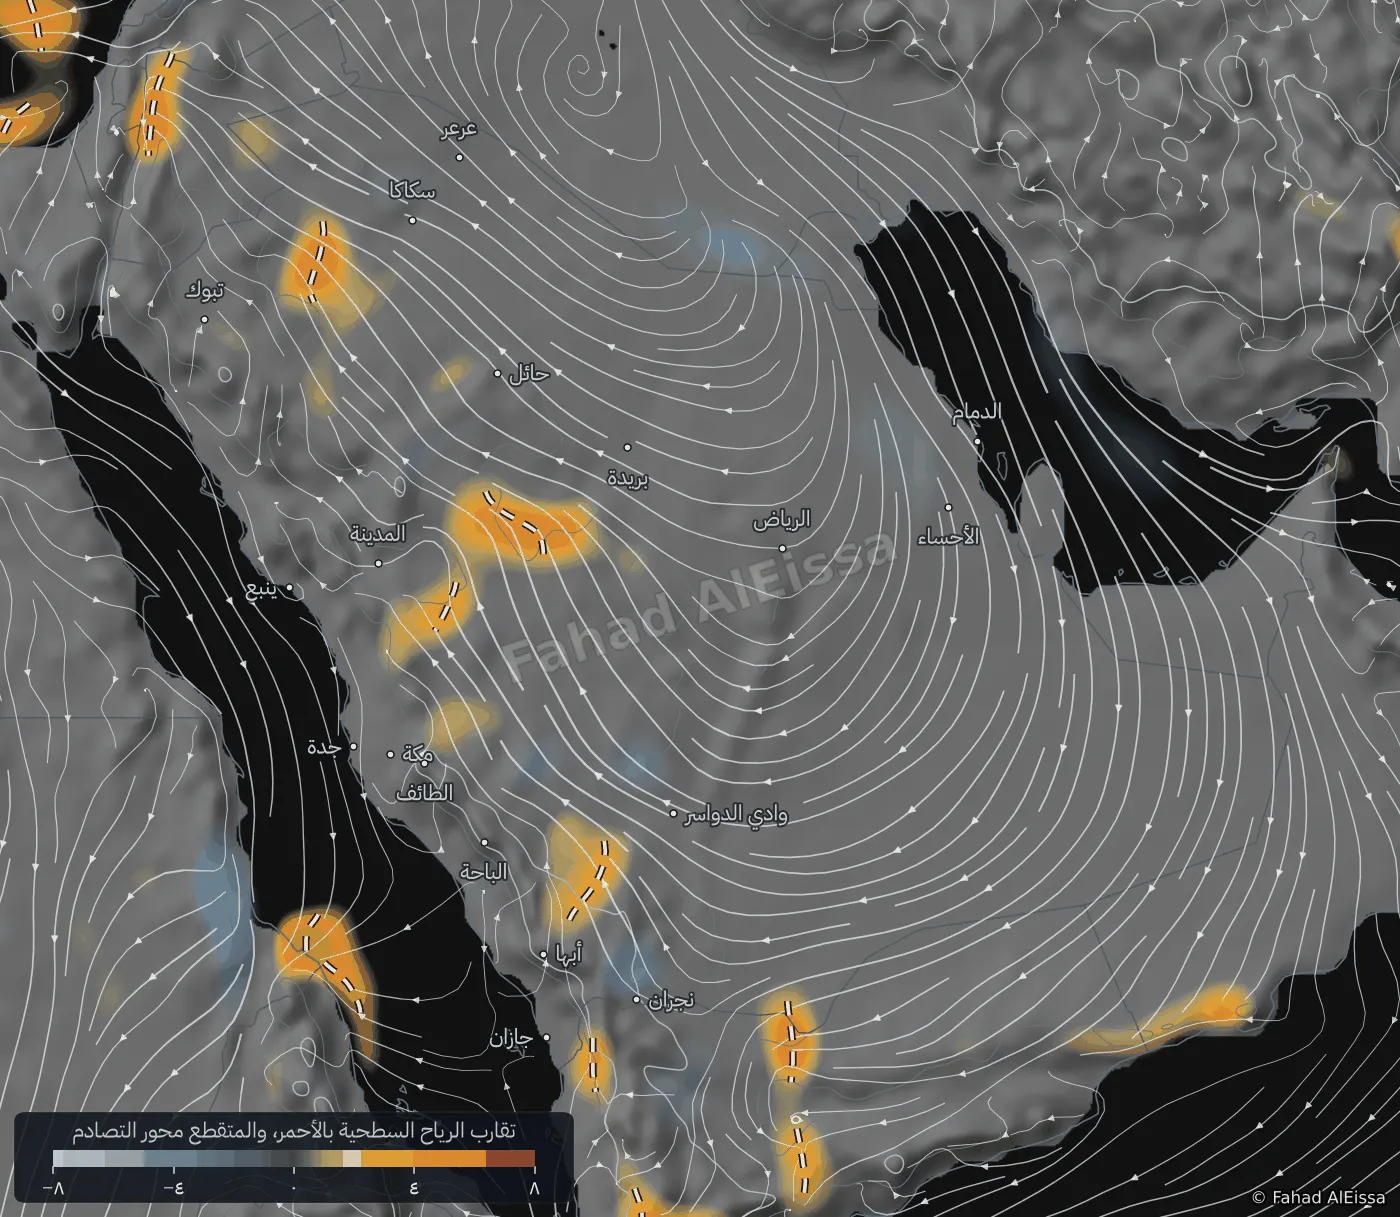 عرعر
سكاكا
تبوك
حائل
الدمام
بريدة
الرياض
الأحساء
المدينة
ينبع
Fahad AlEissa
جدة
مكة
الطائف
وادي الدواسر
الباحة
أبها
نجران
جازان
تقارب الرياح السطحية بالأحمر، والمتقطع محور التصادم
−٨ −٤ ٠ ٤ ٨
© Fahad AlEissa